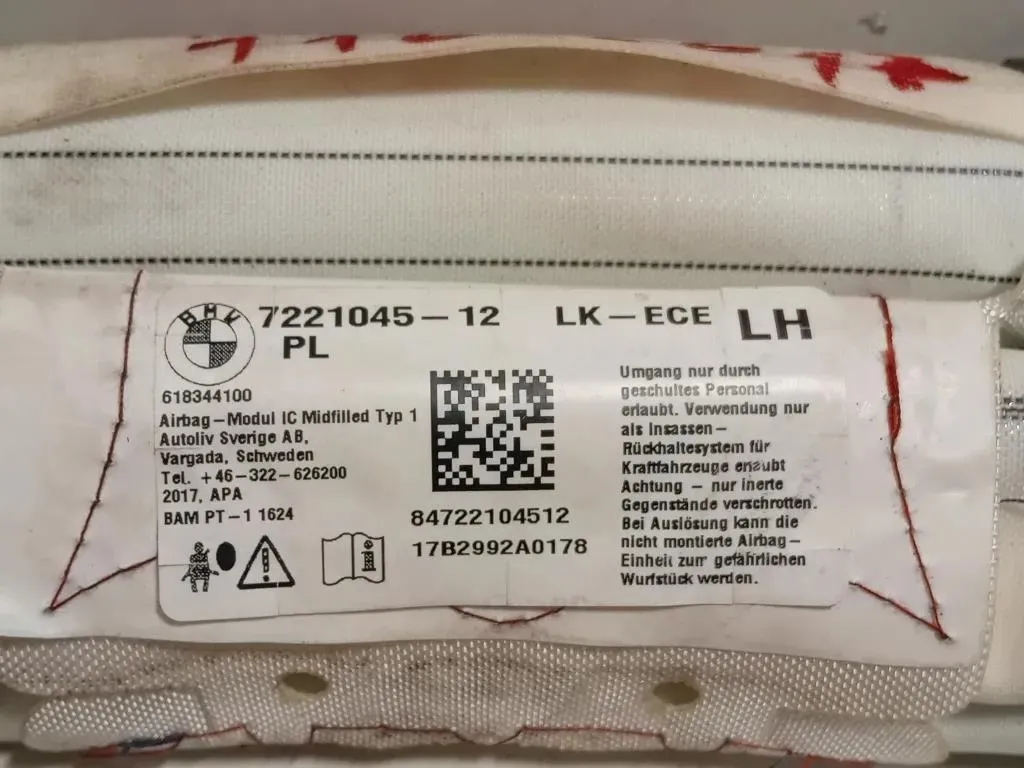 BMW
7221045-12 LK-ECE LH
PL
618344100
Airbag-Modul IC Midfilled Typ 1
Autoliv Sverige AB,
Vargada, Schweden
Tel. +46-322-626200
2017, APA
BAM PT-1 1624
84722104512
17B2992A0178
Umgang nur durch
geschultes Personal
erlaubt. Verwendung nur
als Insassen-
Rückhaltesystem für
Kraftfahrzeuge erlaubt
Achtung - nur inerte
Gegenstände verschrotten.
Bei Auslösung kann die
nicht montierte Airbag-
Einheit zum gefährlichen
Wurfstück werden.